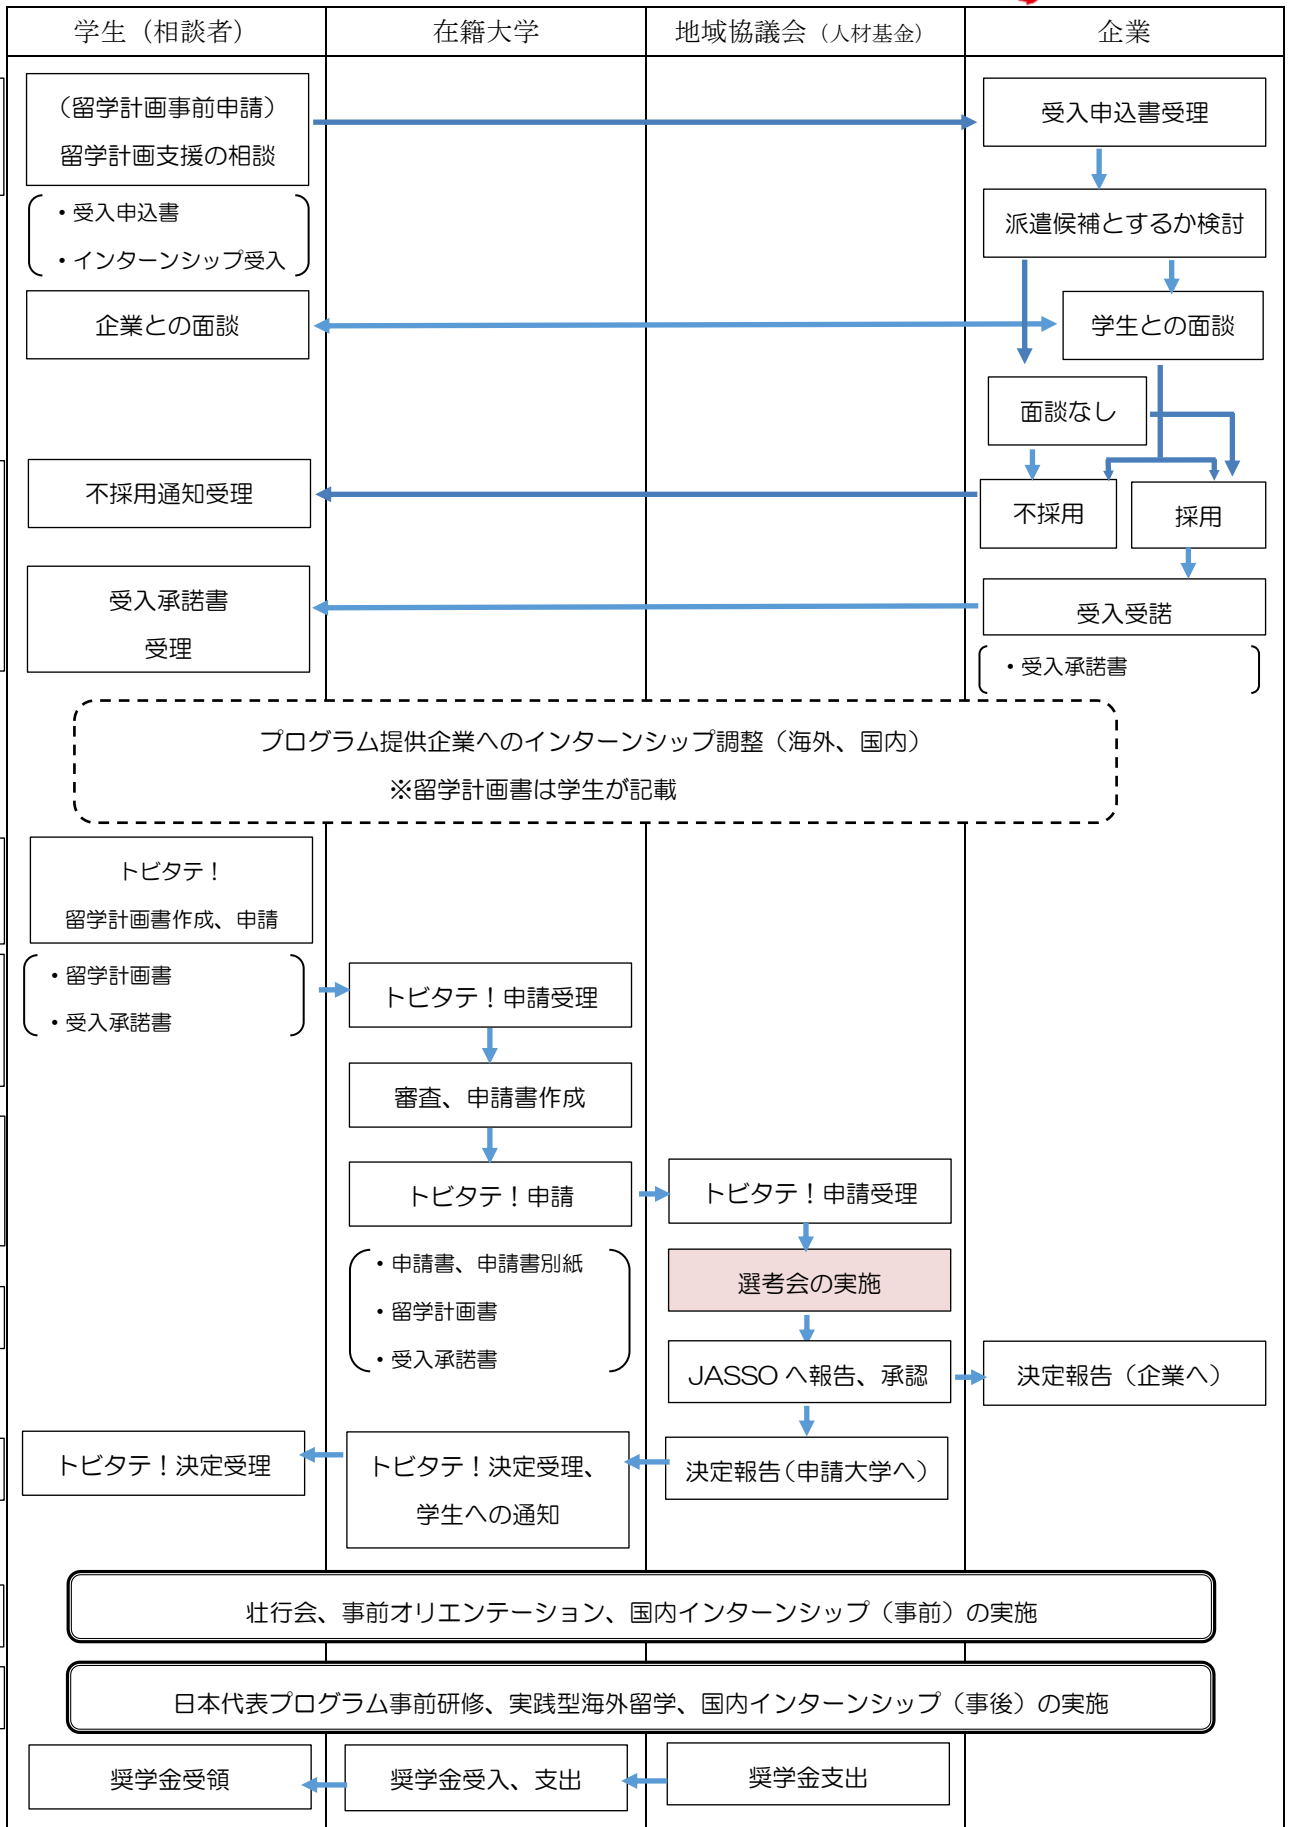 学生（相談者）
在籍大学
地域協議会（人材基金）
企業
（留学計画事前申請）
留学計画支援の相談
受入申込書受理
・受入申込書
・インターンシップ受入
派遣候補とするか検討
企業との面談
学生との面談
面談なし
不採用通知受理
不採用
採用
受入承諾書
受理
受入受諾
・受入承諾書
プログラム提供企業へのインターンシップ調整（海外、国内）
※留学計画書は学生が記載
トビタテ！
留学計画書作成、申請
・留学計画書
・受入承諾書
トビタテ！申請受理
審査、申請書作成
トビタテ！申請
トビタテ！申請受理
・申請書、申請書別紙
・留学計画書
・受入承諾書
選考会の実施
JASSO へ報告、承認
決定報告（企業へ）
トビタテ！決定受理
トビタテ！決定受理、
学生への通知
決定報告（申請大学へ）
壮行会、事前オリエンテーション、国内インターンシップ（事前）の実施
日本代表プログラム事前研修、実践型海外留学、国内インターンシップ（事後）の実施
奨学金受領
奨学金受入、支出
奨学金支出